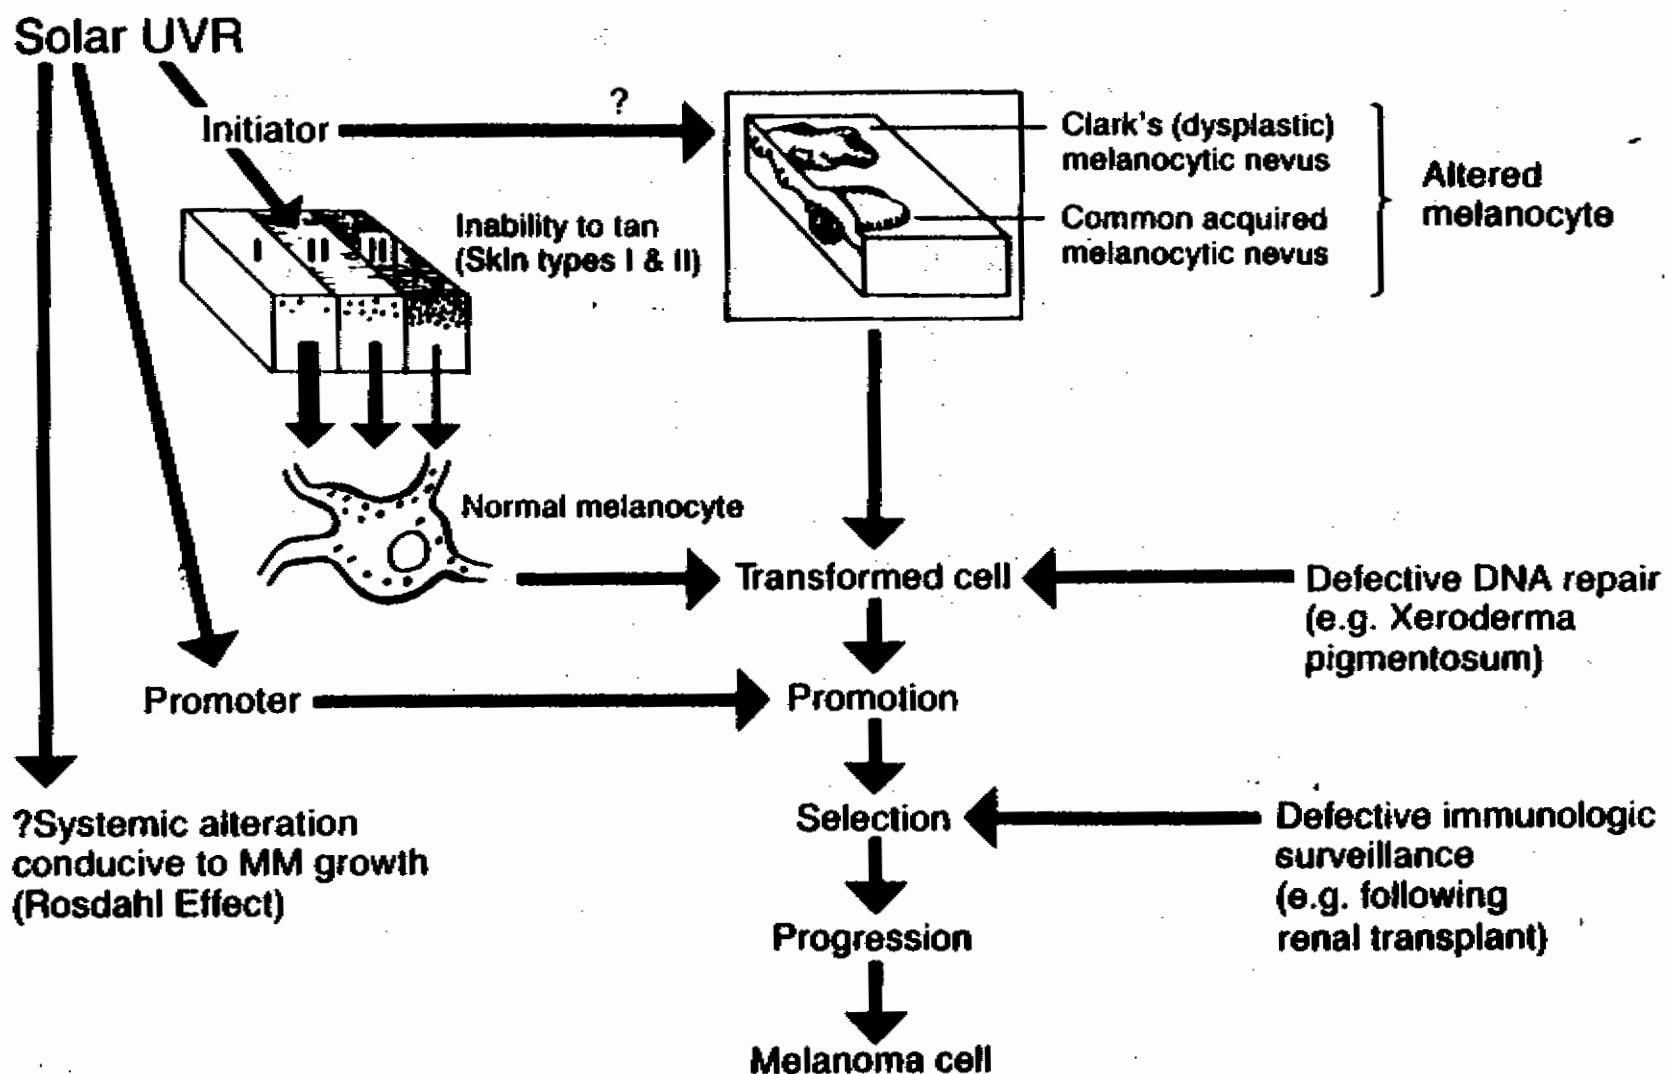 Solar UVR
Initiator
?
Clark's (dysplastic)
melanocytic nevus
Common acquired
melanocytic nevus
Altered
melanocyte
I
II
III
Inability to tan
(Skin types I & II)
Normal melanocyte
Transformed cell
Defective DNA repair
(e.g. Xeroderma
pigmentosum)
Promoter
Promotion
?Systemic alteration
conducive to MM growth
(Rosdahl Effect)
Selection
Defective immunologic
surveillance
(e.g. following
renal transplant)
Progression
Melanoma cell